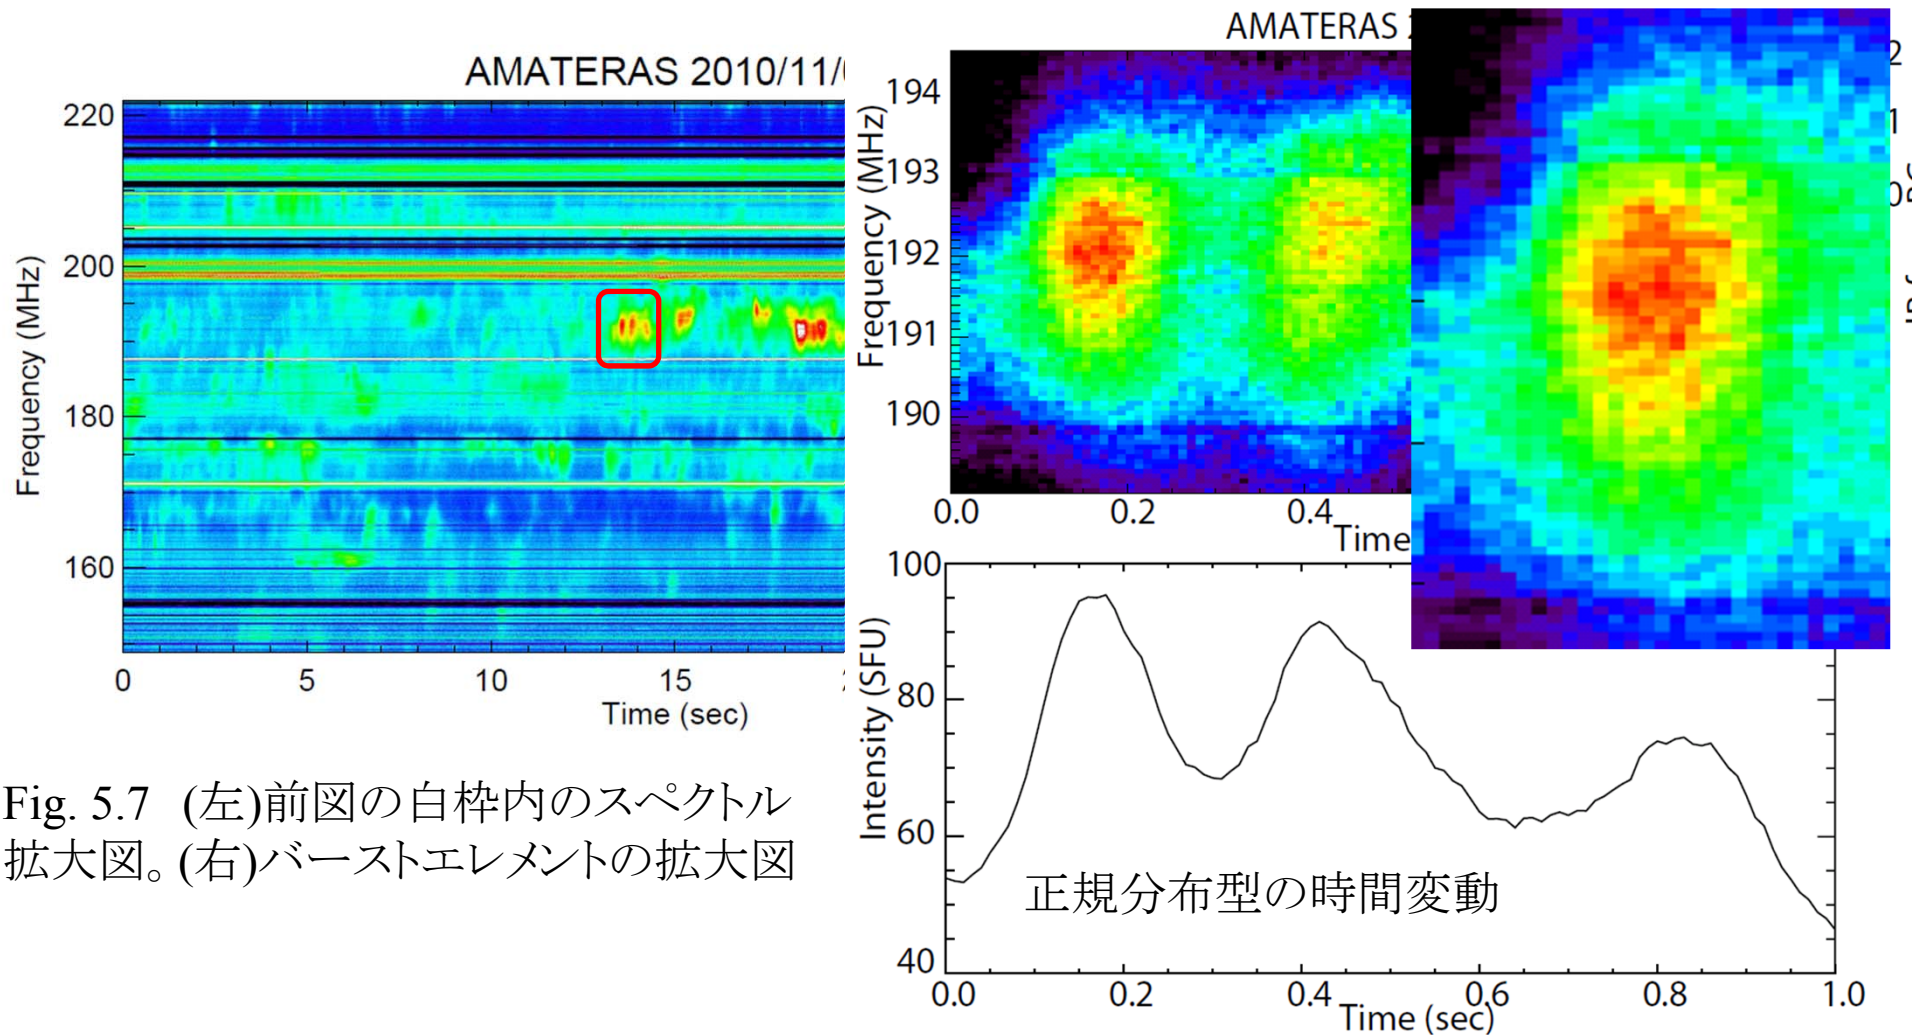 AMATERAS 2010/11/
220
200
180
160
Frequency (MHz)
0
5
10
15
Time (sec)
Fig. 5.7 (左)前図の白枠内のスペクトル
拡大図。(右)バーストエレメントの拡大図
AMATERAS
194
193
192
191
190
Frequency (MHz)
0.0
0.2
0.4
Time
2
1
0
100
80
60
40
Intensity (SFU)
正規分布型の時間変動
0.0
0.2
0.4
0.6
0.8
1.0
Time (sec)